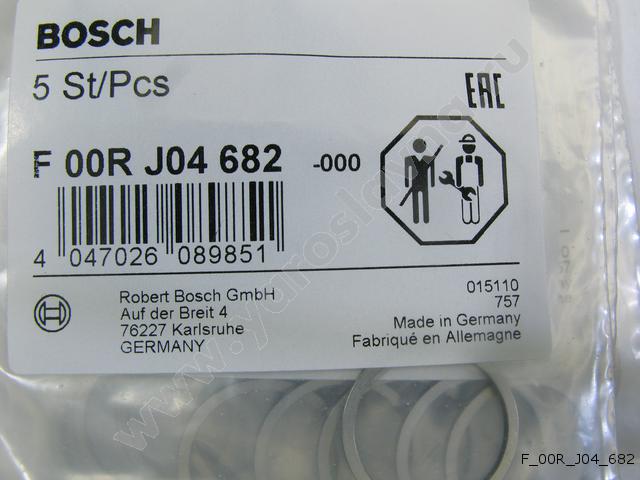 BOSCH
5 St/Pcs
EAC
F 00R J04 682 -000
4 047026 089851
Robert Bosch GmbH
Auf der Breit 4
76227 Karlsruhe
GERMANY
015110
757
Made in Germany
Fabriqué en Allemagne
F_00R_J04_682